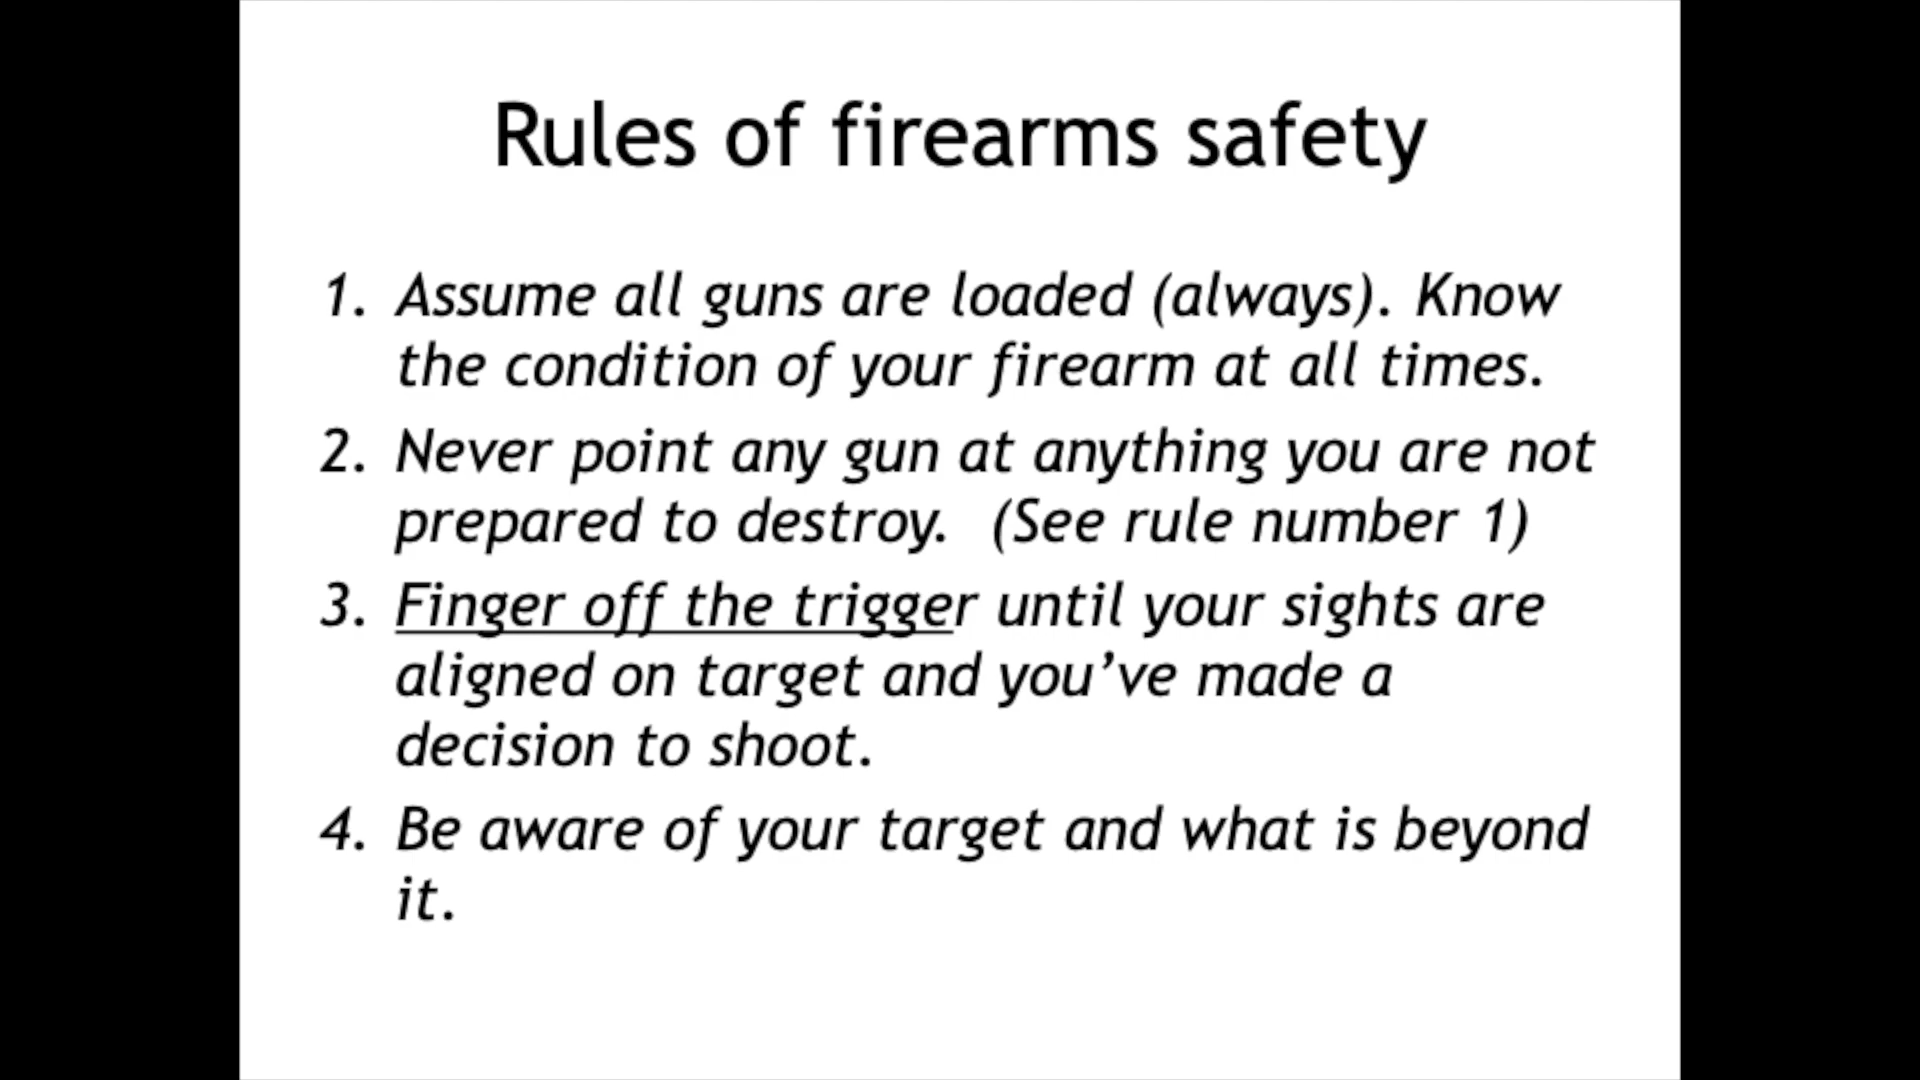 Rules of firearms safety
1. Assume all guns are loaded (always). Know
the condition of your firearm at all times.
2. Never point any gun at anything you are not
prepared to destroy.  (See rule number 1)
3. Finger off the trigger until your sights are
aligned on target and you’ve made a
decision to shoot.
4. Be aware of your target and what is beyond
it.